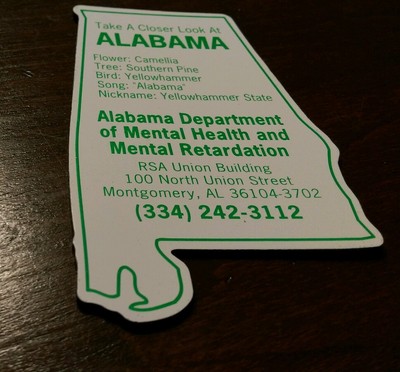 Take A Closer Look At
ALABAMA
Flower: Camellia
Tree: Southern Pine
Bird: Yellowhammer
Song: "Alabama"
Nickname: Yellowhammer State
Alabama Department
of Mental Health and
Mental Retardation
RSA Union Building
100 North Union Street
Montgomery, AL 36104-3702
(334) 242-3112